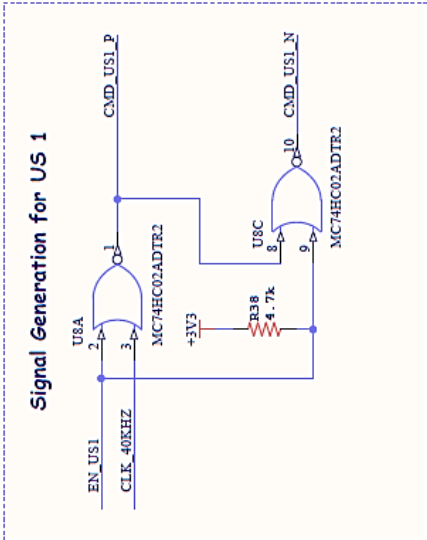 Signal Generation for US 1
EN_US1
CLK_40KHZ
U8A
2
3
1
MC74HC02ADTR2
CMD_US1_P
+3V3
R38
4.7k
U8C
8
9
10
MC74HC02ADTR2
CMD_US1_N